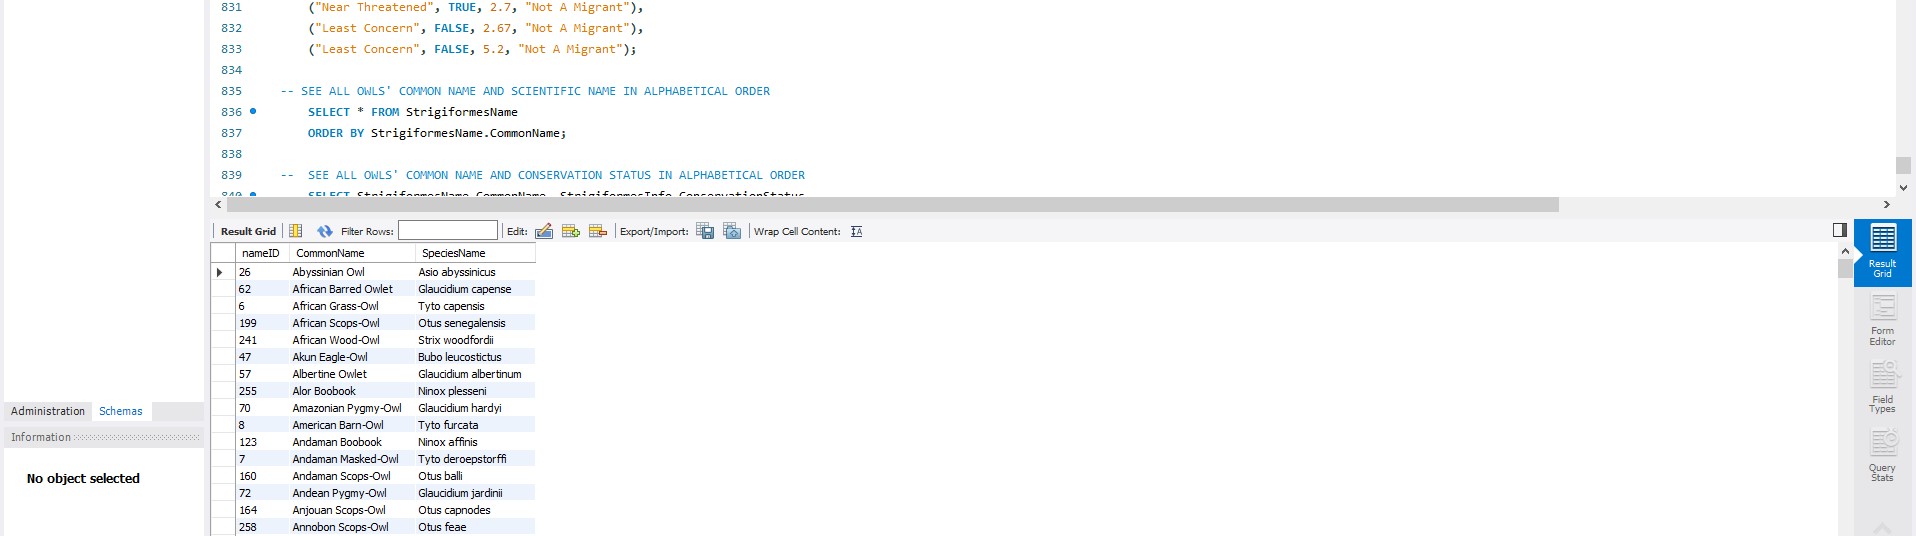 831 ("Near Threatened", TRUE, 2.7, "Not A Migrant"),
832 ("Least Concern", FALSE, 2.67, "Not A Migrant"),
833 ("Least Concern", FALSE, 5.2, "Not A Migrant");
834
835 -- SEE ALL OWLS' COMMON NAME AND SCIENTIFIC NAME IN ALPHABETICAL ORDER
836 SELECT * FROM StrigiformesName
837 ORDER BY StrigiformesName.CommonName;
838
839 -- SEE ALL OWLS' COMMON NAME AND CONSERVATION STATUS IN ALPHABETICAL ORDER
840 SELECT StrigiformesName.CommonName, StrigiformesInfo.ConservationStatus
Result Grid Filter Rows: Edit: Export/Import: Wrap Cell Content:
nameID CommonName SpeciesName
26 Abyssinian Owl Asio abyssinicus
62 African Barred Owlet Glaucidium capense
6 African Grass-Owl Tyto capensis
199 African Scops-Owl Otus senegalensis
241 African Wood-Owl Strix woodfordii
47 Akun Eagle-Owl Bubo leucostictus
57 Albertine Owlet Glaucidium albertinum
255 Alor Boobook Ninox plesseni
70 Amazonian Pygmy-Owl Glaucidium hardyi
8 American Barn-Owl Tyto furcata
123 Andaman Boobook Ninox affinis
7 Andaman Masked-Owl Tyto deroepstorffi
160 Andaman Scops-Owl Otus balli
72 Andean Pygmy-Owl Glaucidium jardinii
164 Anjouan Scops-Owl Otus capnodes
258 Annobon Scops-Owl Otus feae
Administration Schemas
Information
No object selected
Result
Grid
Form
Editor
Field
Types
Query
Stats